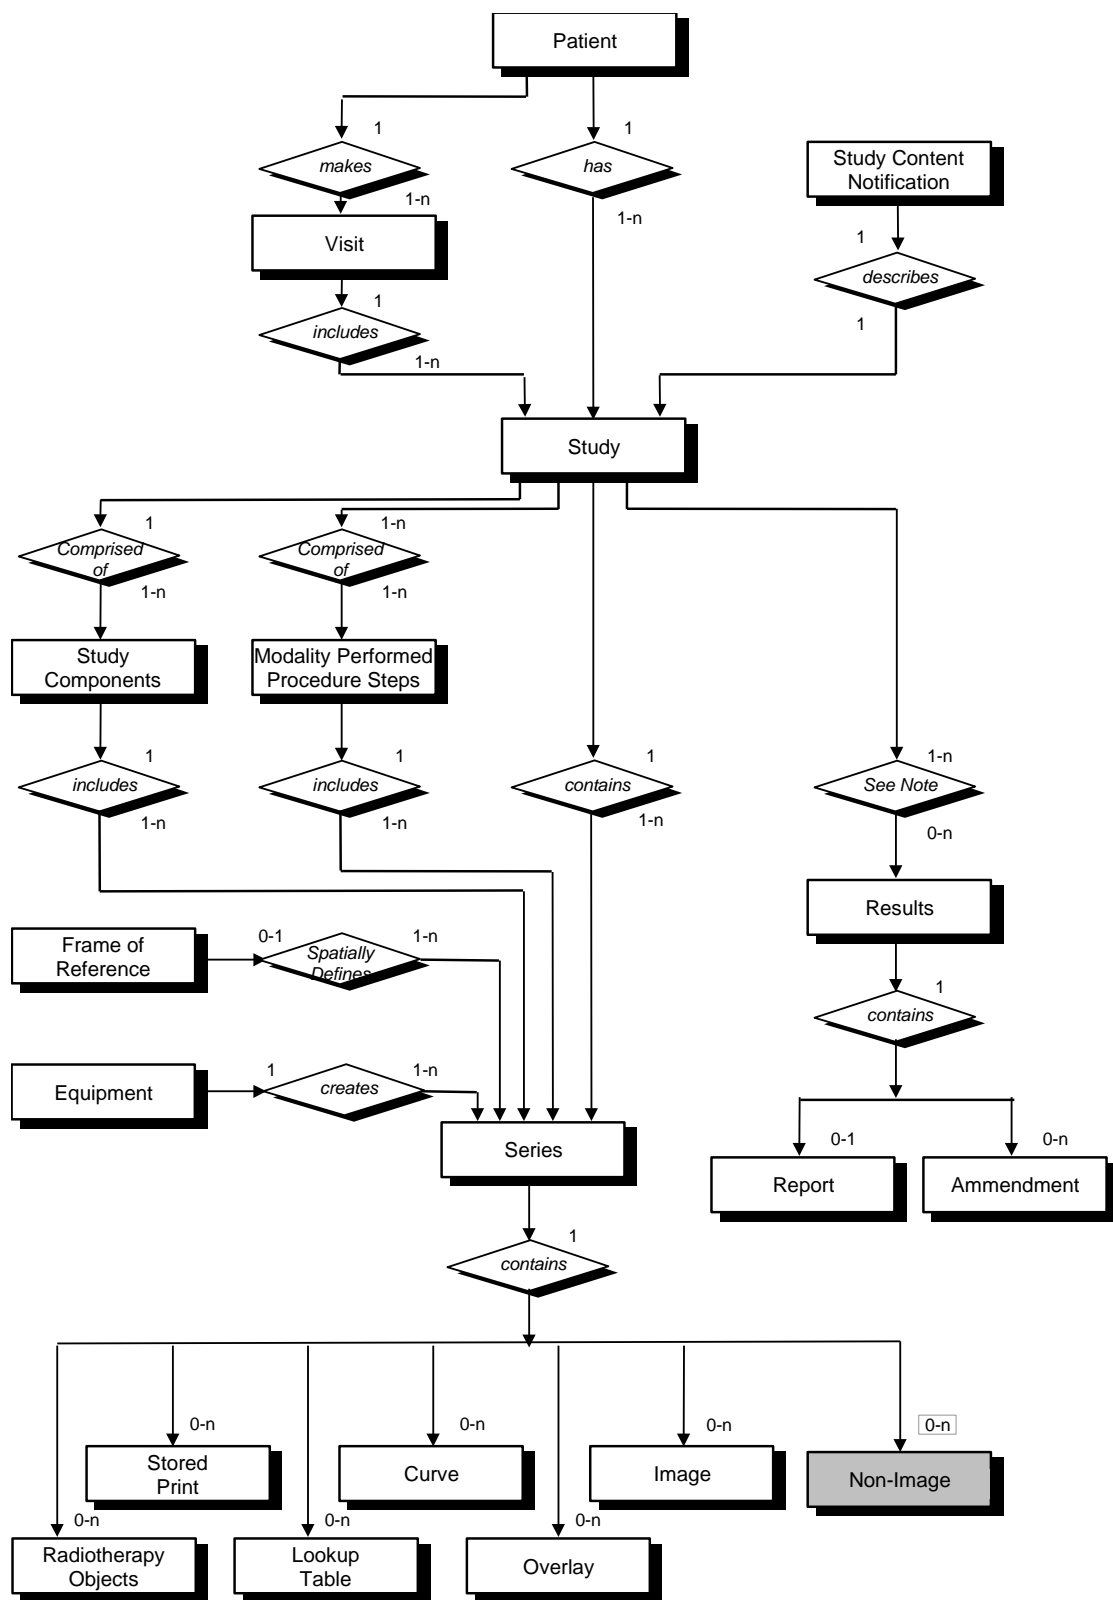 Patient
1
1
makes
has
Study Content
Notification
1-n
1-n
Visit
1
describes
1
includes
1
1-n
Study
1
1-n
Comprised
of
Comprised
of
1-n
1-n
Study
Components
Modality Performed
Procedure Steps
1
1
1
1-n
includes
includes
contains
See Note
1-n
1-n
1-n
0-n
Results
Frame of
Reference
0-1
Spatially
Defines
1-n
1
contains
Equipment
1
creates
1-n
Series
0-1
0-n
Report
Ammendment
1
contains
0-n
0-n
0-n
0-n
Stored
Print
Curve
Image
Non-Image
0-n
0-n
0-n
Radiotherapy
Objects
Lookup
Table
Overlay